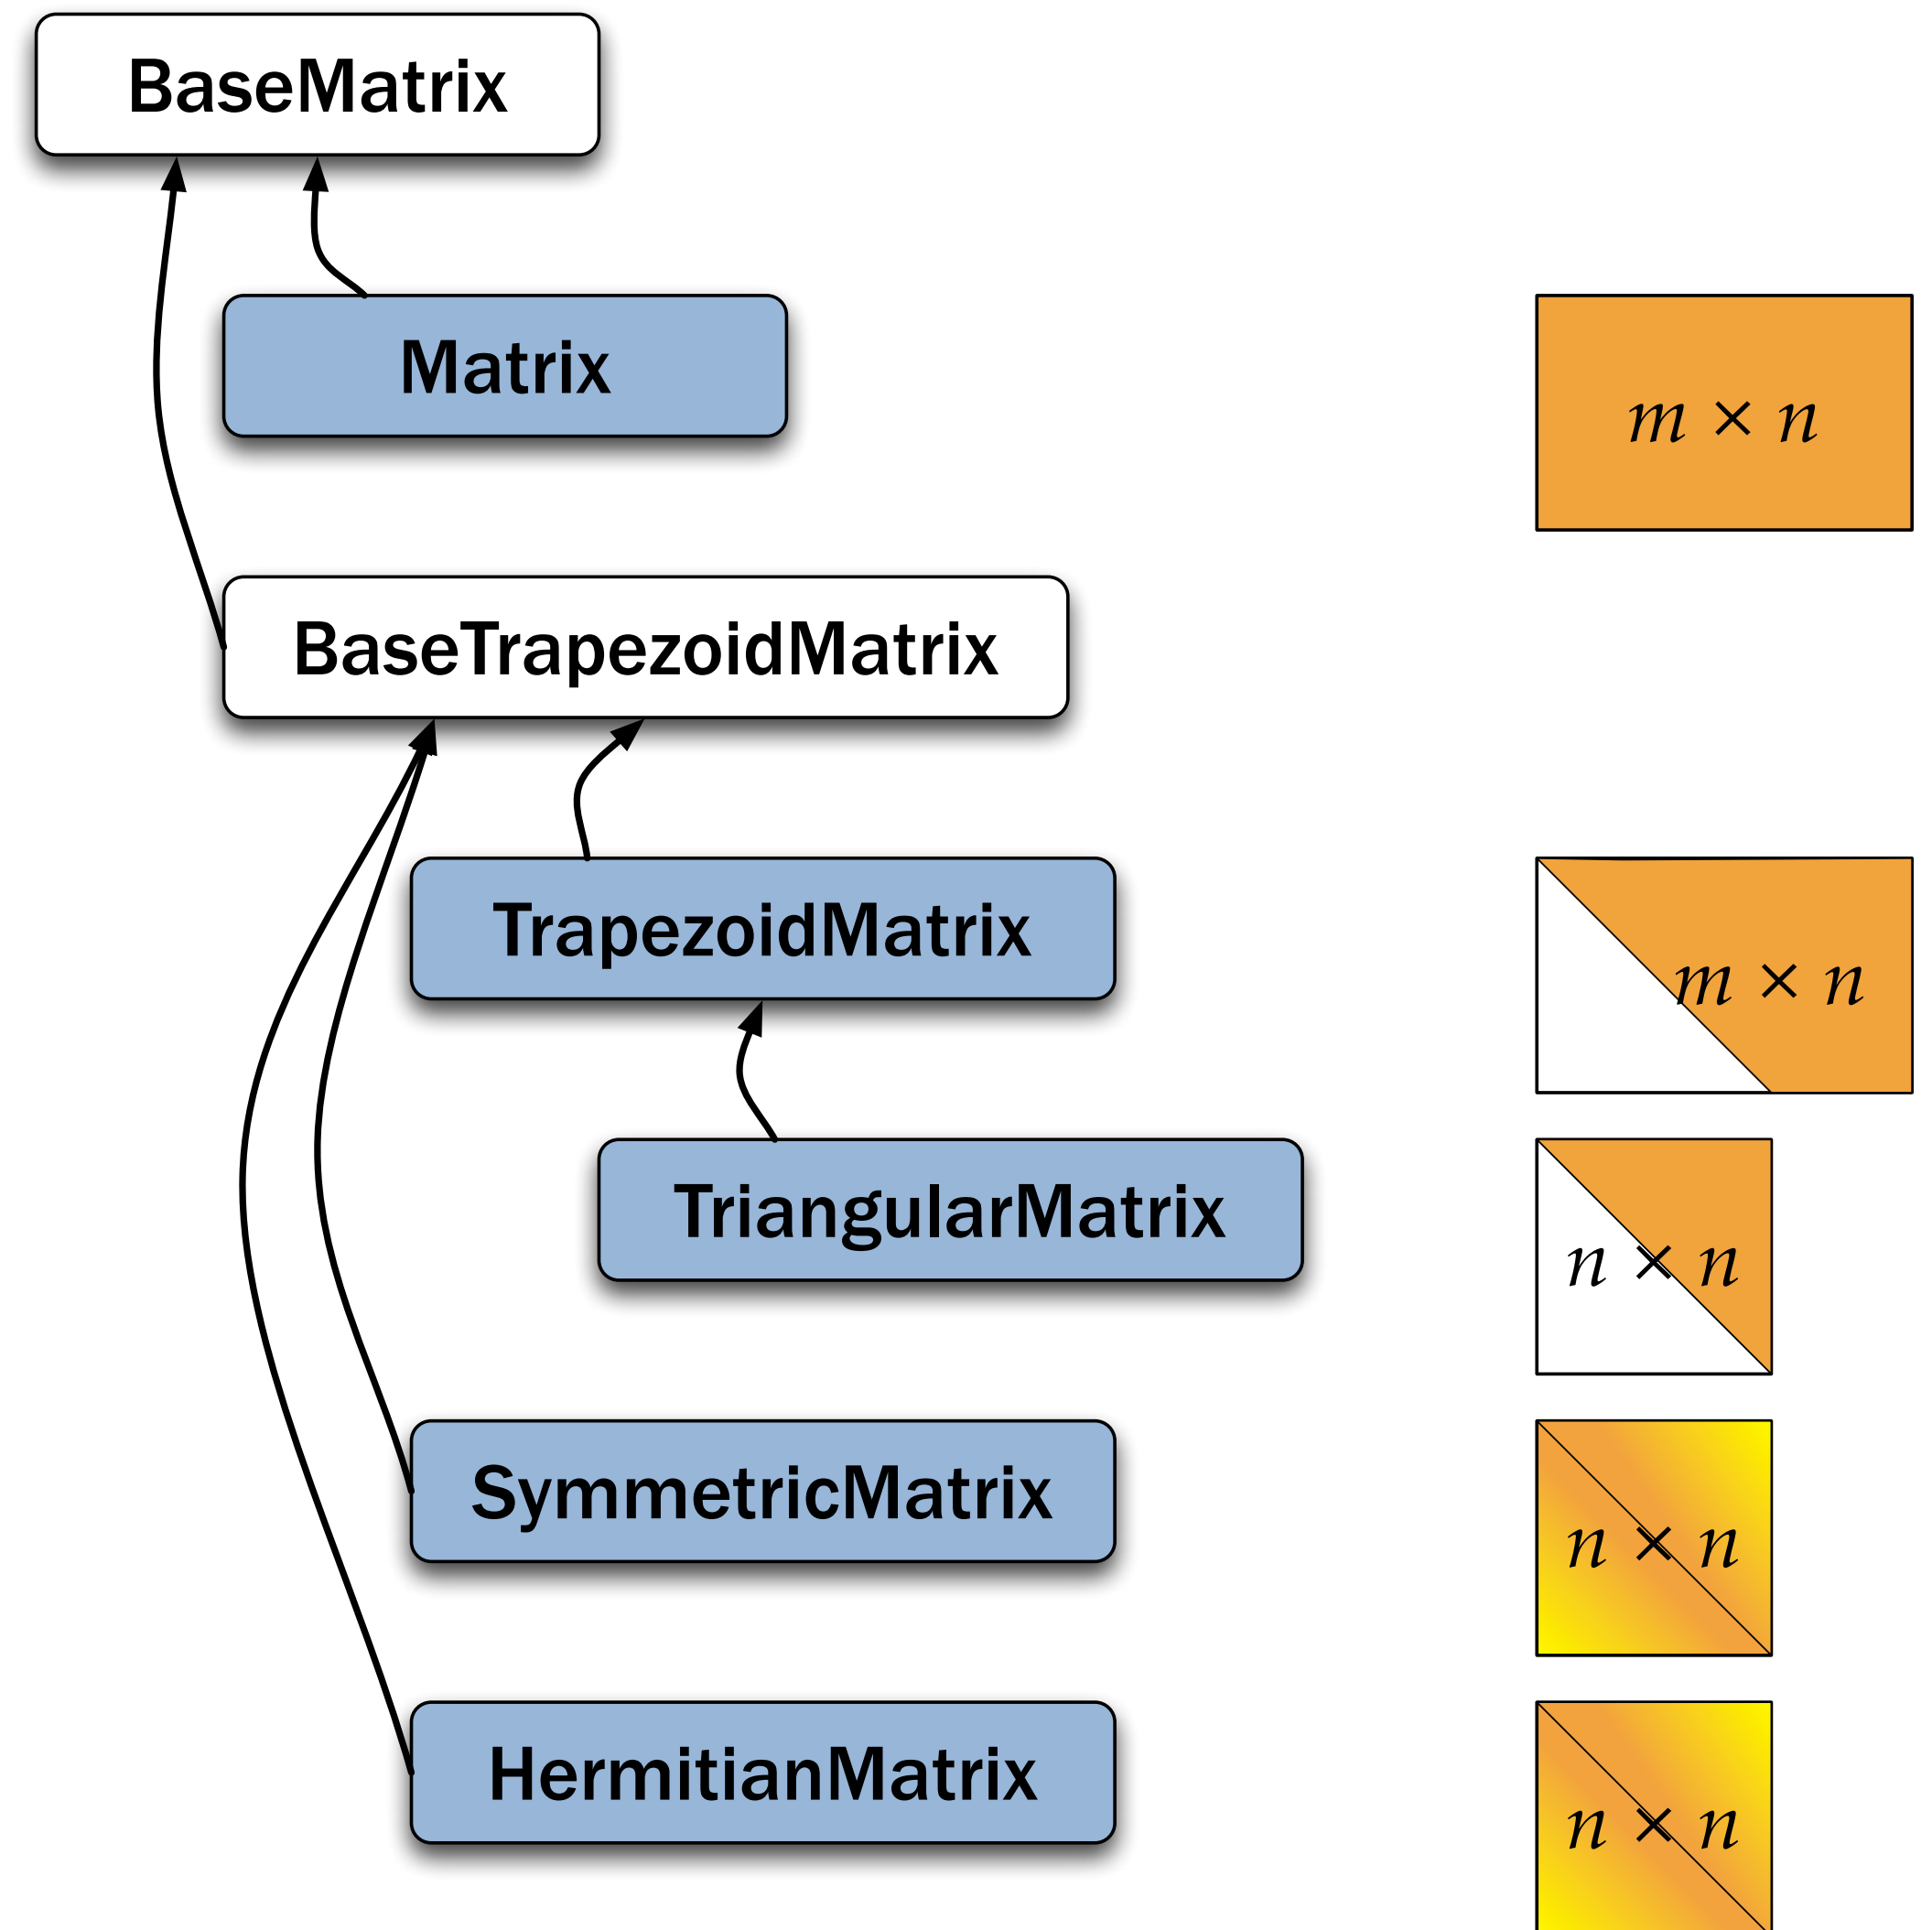 BaseMatrix
Matrix
m × n
BaseTrapezoidMatrix
TrapezoidMatrix
m × n
TriangularMatrix
n × n
SymmetricMatrix
n × n
HermitianMatrix
n × n